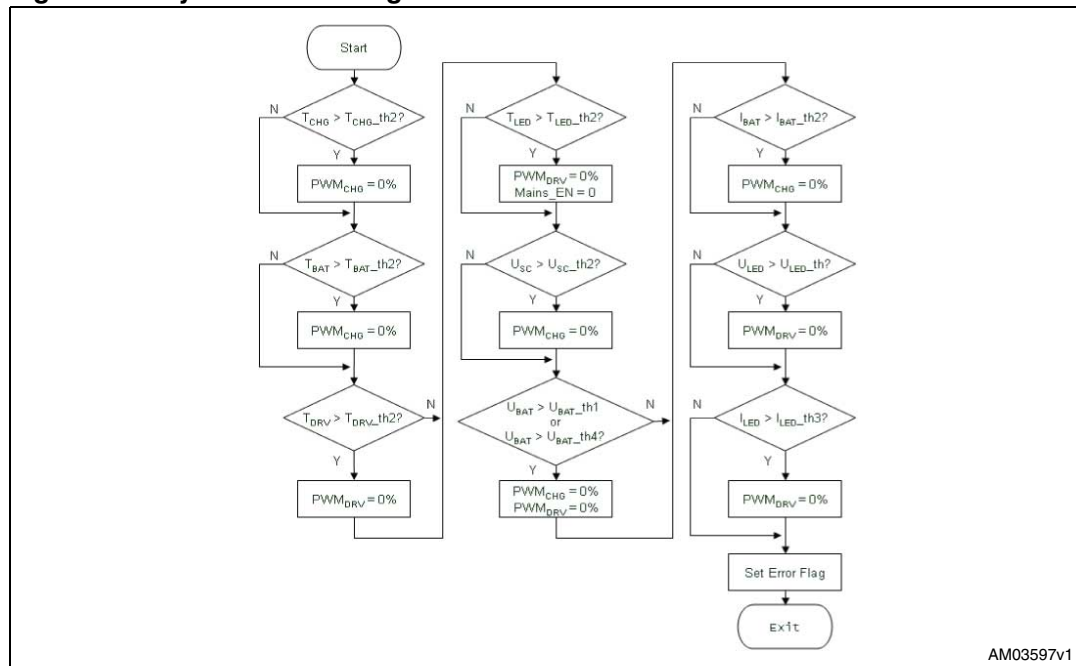 Start
N
T_CHG > T_CHG_th2?
Y
PWM_CHG = 0%
N
T_BAT > T_BAT_th2?
Y
PWM_CHG = 0%
T_DRV > T_DRV_th2?
N
Y
PWM_DRV = 0%
N
T_LED > T_LED_th2?
Y
PWM_DRV = 0%
Mains_EN = 0
N
U_SC > U_SC_th2?
Y
PWM_CHG = 0%
U_BAT > U_BAT_th1
or
U_BAT > U_BAT_th4?
N
Y
PWM_CHG = 0%
PWM_DRV = 0%
N
I_BAT > I_BAT_th2?
Y
PWM_CHG = 0%
N
U_LED > U_LED_th?
Y
PWM_DRV = 0%
N
I_LED > I_LED_th3?
Y
PWM_DRV = 0%
Set Error Flag
Exit
AM03597v1